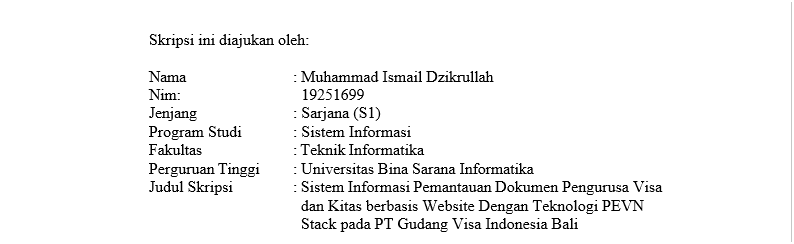 Skripsi ini diajukan oleh:
Nama : Muhammad Ismail Dzikrullah
Nim: 19251699
Jenjang : Sarjana (S1)
Program Studi : Sistem Informasi
Fakultas : Teknik Informatika
Perguruan Tinggi : Universitas Bina Sarana Informatika
Judul Skripsi : Sistem Informasi Pemantauan Dokumen Pengurusa Visa
dan Kitas berbasis Website Dengan Teknologi PEVN
Stack pada PT Gudang Visa Indonesia Bali